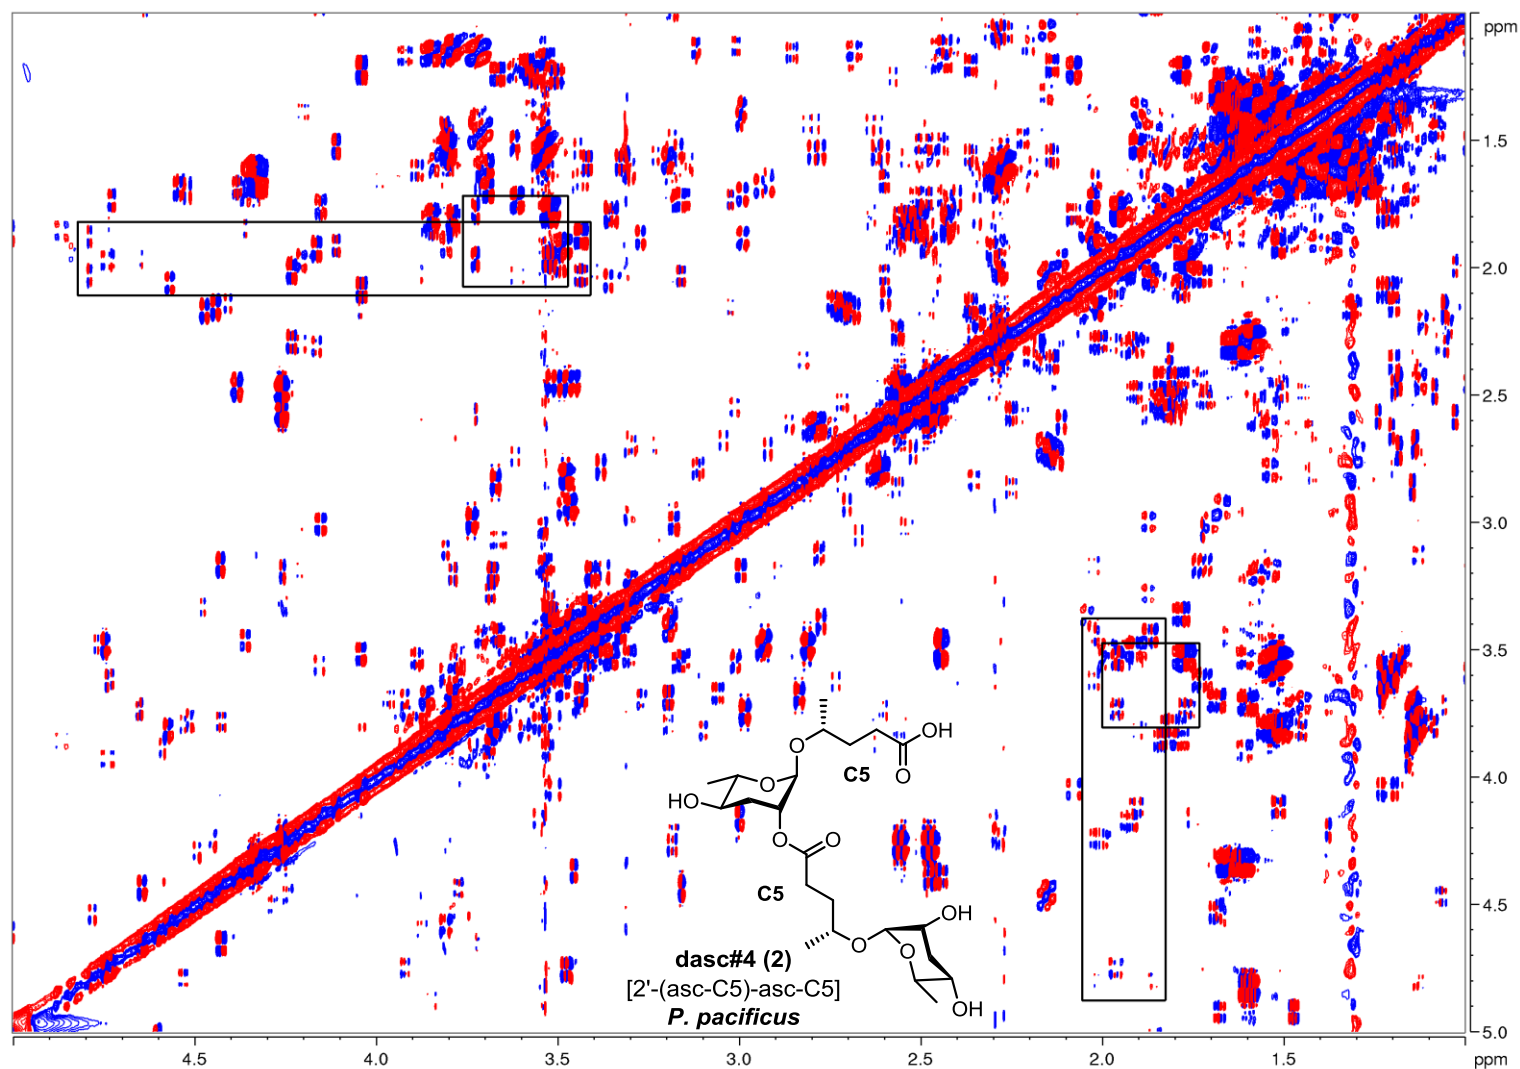 ppm
1.5
2.0
2.5
3.0
3.5
4.0
4.5
5.0
OH
O
C5
O
O
HO
O
O
O
C5
OH
O
O
dasc#4 (2)
[2'-(asc-C5)-asc-C5]
P. pacificus
OH
4.5 4.0 3.5 3.0 2.5 2.0 1.5 ppm